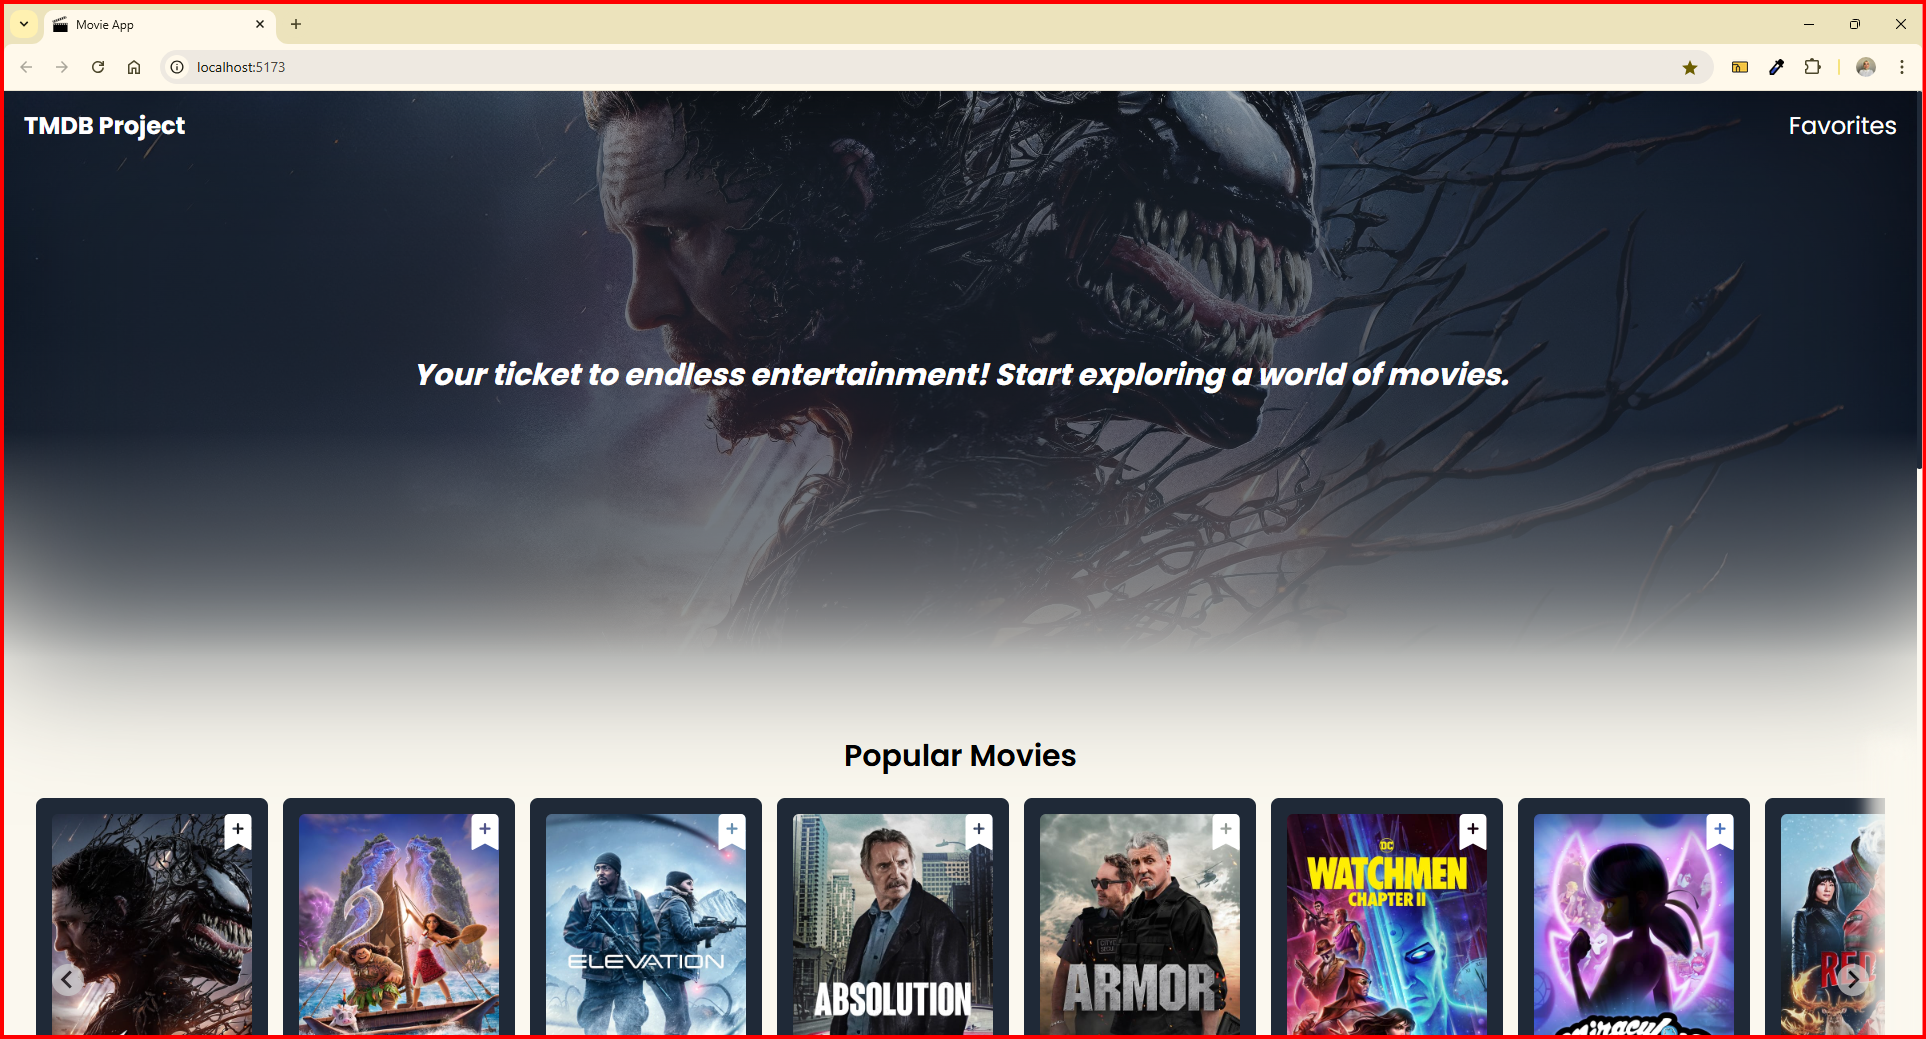 Movie App
localhost:5173
TMDB Project
Favorites
Your ticket to endless entertainment! Start exploring a world of movies.
Popular Movies
2
ELEVATION
ABSOLUTION
ARMOR
DC
WATCHMEN
CHAPTER II
RED